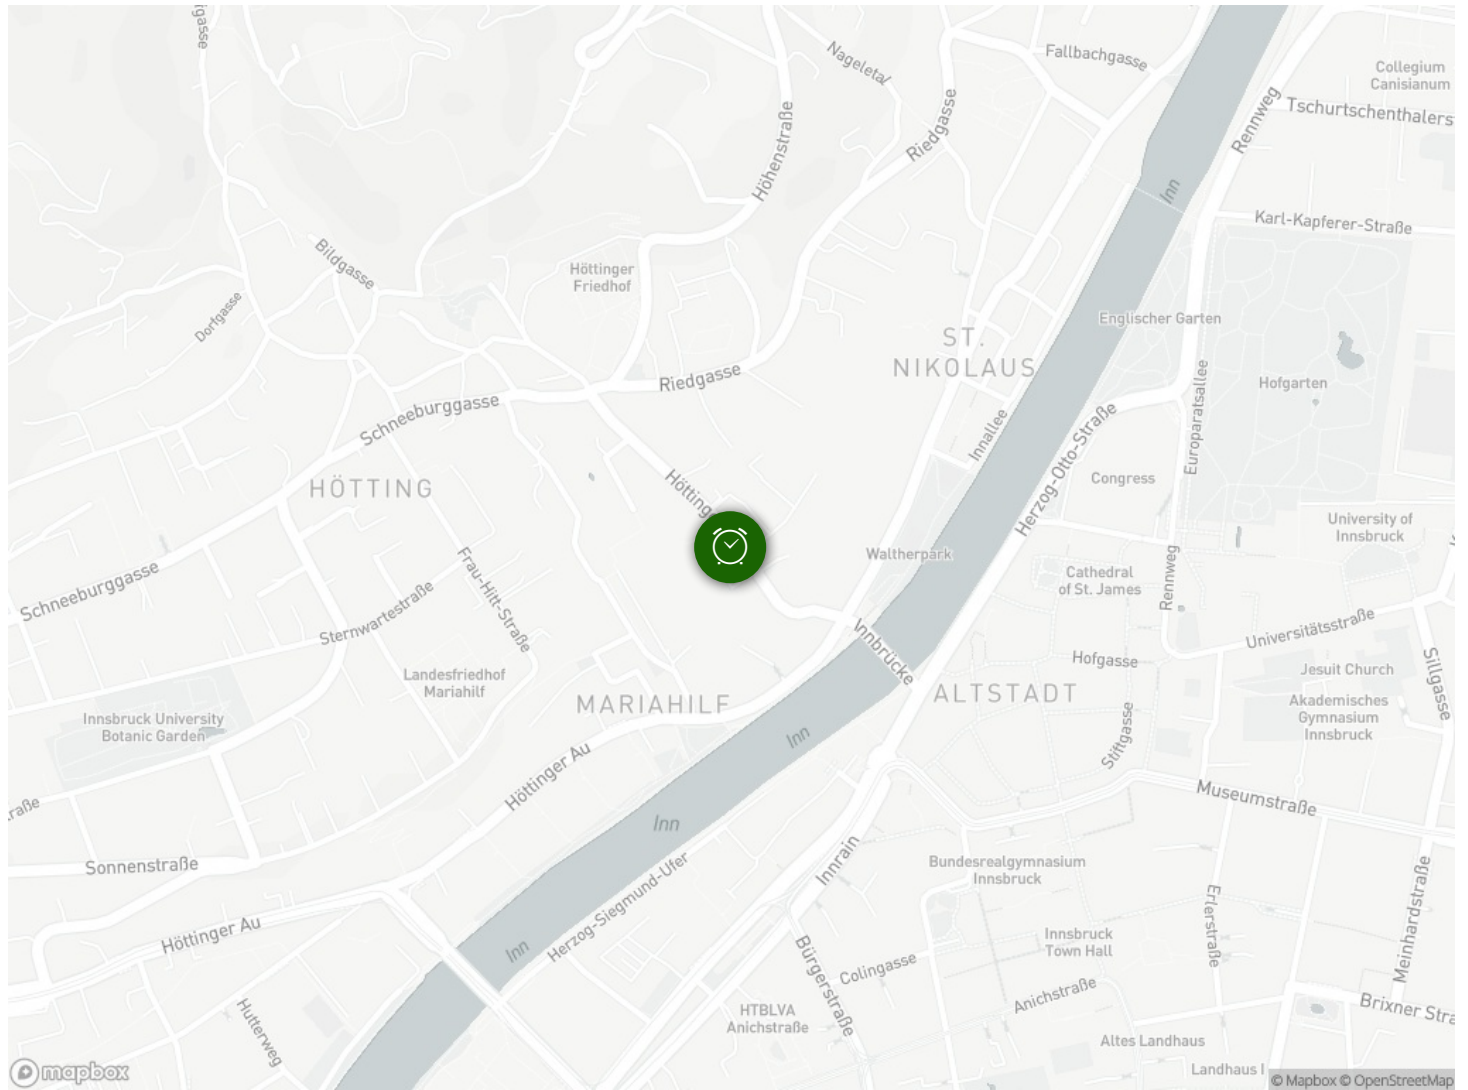 Fallbachgasse
Collegium
Canisianum
Nageletal
Tschurtschenthalers
Rennweg
Riedgasse
Höhenstraße
Inn
Karl-Kapferer-Straße
Bildgasse
Höttinger
Friedhof
Dorfgasse
Englischer Garten
ST.
NIKOLAUS
Riedgasse
Hofgarten
Europaratsallee
Schneeburggasse
Innallee
Herzog-Otto-Straße
Congress
HÖTTING
University of
Innsbruck
Waltherpark
Cathedral
of St. James
Rennweg
Schneeburggasse
Frau-Hitt-Straße
Sternwartestraße
Innbrücke
Universitätsstraße
Hofgasse
Jesuit Church
Sillgasse
Landesfriedhof
Mariahilf
MARIAHILF
ALTSTADT
Akademisches
Gymnasium
Innsbruck
Innsbruck University
Botanic Garden
Stiftgasse
Inn
Höttinger Au
Museumstraße
raße
Inn
Sonnenstraße
Innrain
Bundesrealgymnasium
Innsbruck
Herzog-Siegmund-Ufer
Erlerstraße
Meinhardstraße
Höttinger Au
Inn
Innsbruck
Town Hall
Bürgerstraße
Colingasse
Anichstraße
Brixner Stra
Hutterweg
HTBLVA
Anichstraße
Altes Landhaus
Landhaus I
mapbox
© Mapbox © OpenStreetMap